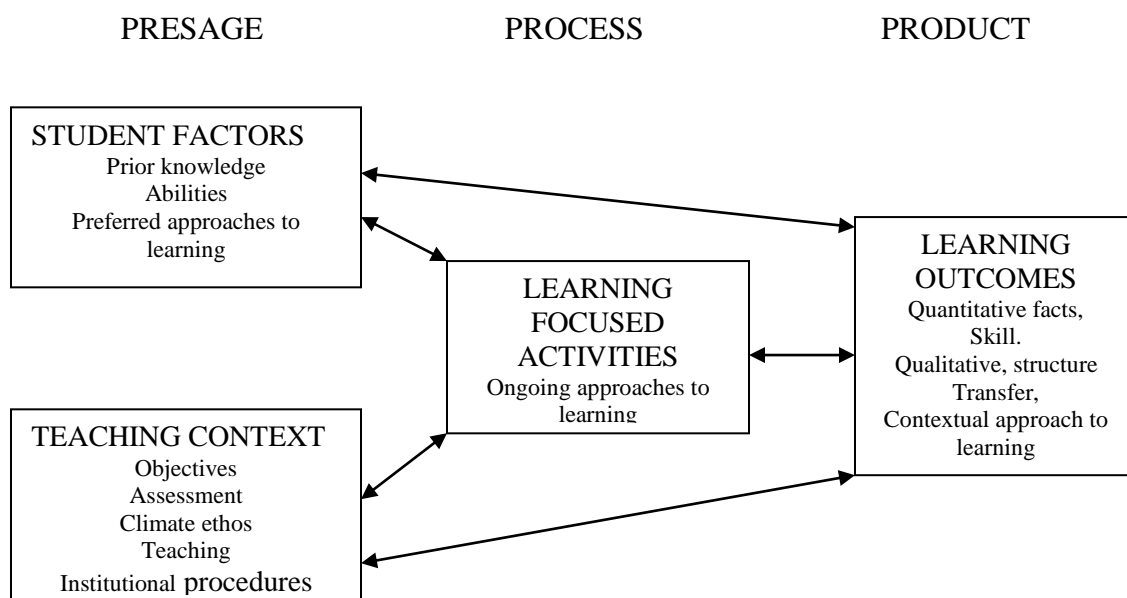 PRESAGE PROCESS PRODUCT
STUDENT FACTORS
Prior knowledge
Abilities
Preferred approaches to
learning
TEACHING CONTEXT
Objectives
Assessment
Climate ethos
Teaching
Institutional procedures
LEARNING
FOCUSED
ACTIVITIES
Ongoing approaches to
learning
LEARNING
OUTCOMES
Quantitative facts,
Skill.
Qualitative, structure
Transfer,
Contextual approach to
learning